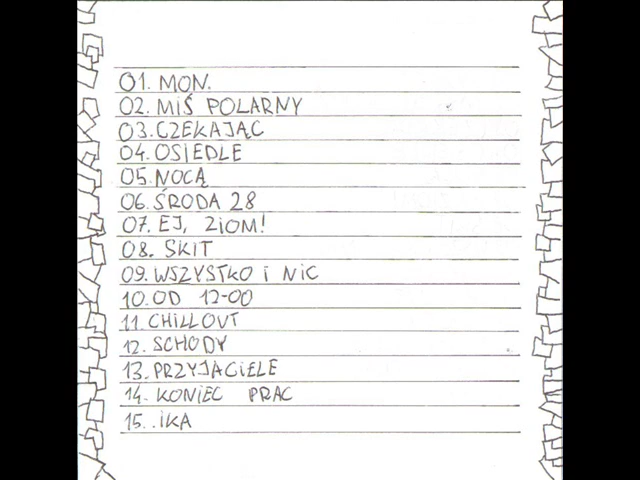 01. MON.
02. MIŚ POLARNY
03. CZEKAJĄC
04. OSIEDLE
05. NOCĄ
06. ŚRODA 28
07. EJ, ZIOM!
08. SKIT
09. WSZYSTKO I NIC
10. OD 12-00
11. CHILLOUT
12. SCHODY
13. PRZYJACIELE
14. KONIEC PRAC
15. .IKA